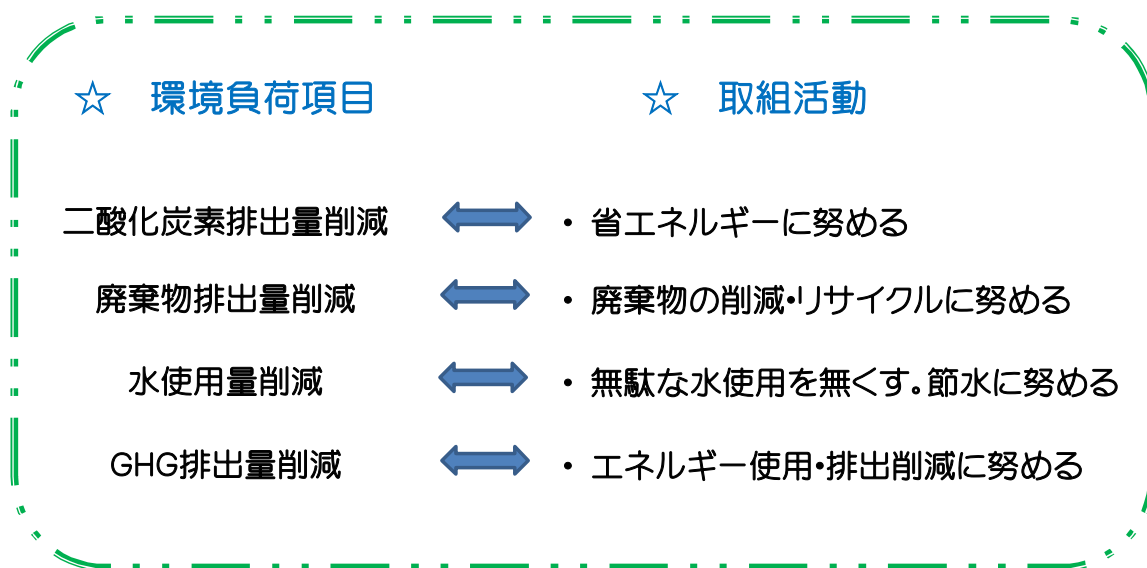 ☆　環境負荷項目　☆　取組活動
二酸化炭素排出量削減　・ 省エネルギーに努める
廃棄物排出量削減　・ 廃棄物の削減・リサイクルに努める
水使用量削減　・ 無駄な水使用を無くす。節水に努める
GHG排出量削減　・ エネルギー使用・排出削減に努める